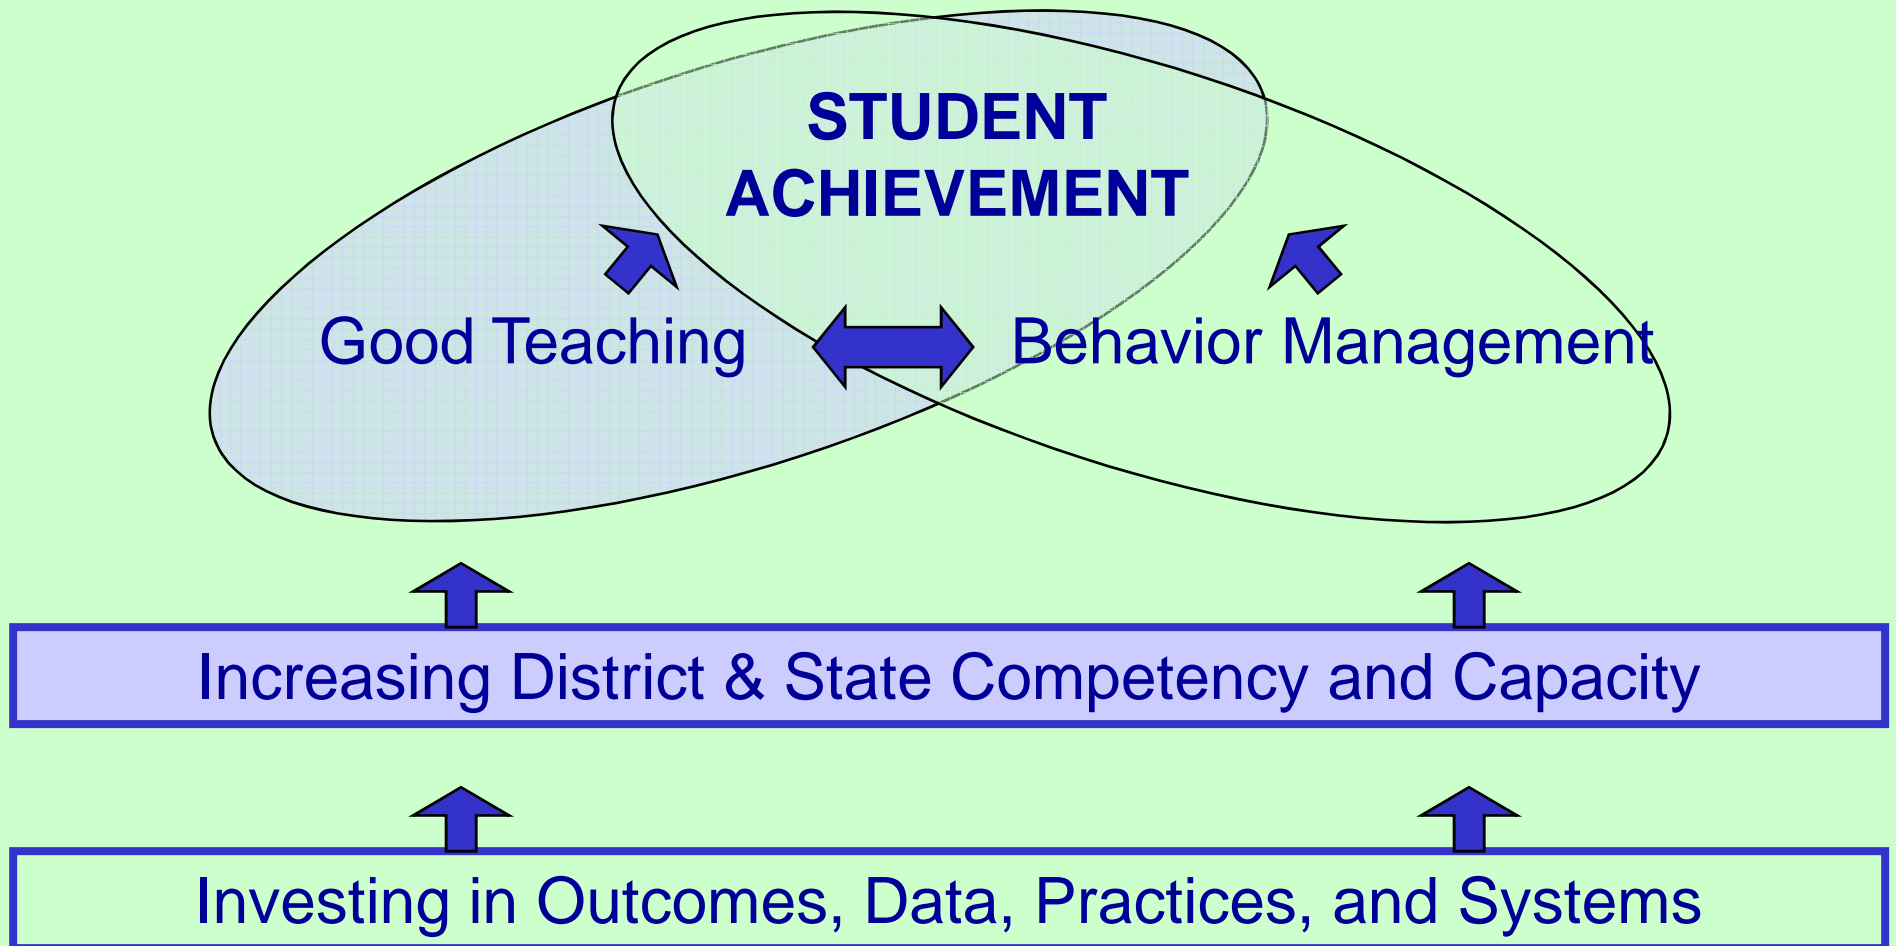 STUDENT
ACHIEVEMENT
Good Teaching
Behavior Management
Increasing District & State Competency and Capacity
Investing in Outcomes, Data, Practices, and Systems